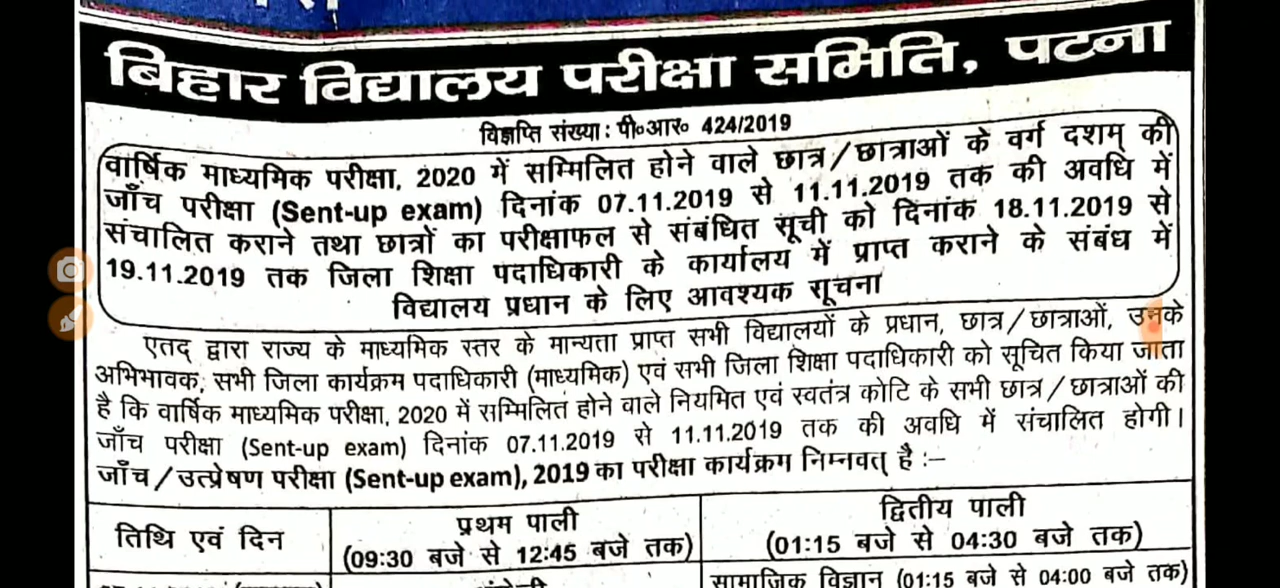 बिहार विद्यालय परीक्षा समिति, पटना
विज्ञप्ति संख्या : पी०आर० 424/2019
वार्षिक माध्यमिक परीक्षा, 2020 में सम्मिलित होने वाले छात्र/छात्राओं के वर्ग दशम् की
जाँच परीक्षा (Sent-up exam) दिनांक 07.11.2019 से 11.11.2019 तक की अवधि में
संचालित कराने तथा छात्रों का परीक्षाफल से संबंधित सूची को दिनांक 18.11.2019 से
19.11.2019 तक जिला शिक्षा पदाधिकारी के कार्यालय में प्राप्त कराने के संबंध में
विद्यालय प्रधान के लिए आवश्यक सूचना
एतद् द्वारा राज्य के माध्यमिक स्तर के मान्यता प्राप्त सभी विद्यालयों के प्रधान, छात्र/छात्राओं, उनके
अभिभावक, सभी जिला कार्यक्रम पदाधिकारी (माध्यमिक) एवं सभी जिला शिक्षा पदाधिकारी को सूचित किया जाता
है कि वार्षिक माध्यमिक परीक्षा, 2020 में सम्मिलित होने वाले नियमित एवं स्वतंत्र कोटि के सभी छात्र/छात्राओं की
जाँच परीक्षा (Sent-up exam) दिनांक 07.11.2019 से 11.11.2019 तक की अवधि में संचालित होगी।
जाँच/उत्प्रेषण परीक्षा (Sent-up exam), 2019 का परीक्षा कार्यक्रम निम्नवत् है :–
तिथि एवं दिन
प्रथम पाली
(09:30 बजे से 12:45 बजे तक)
द्वितीय पाली
(01:15 बजे से 04:30 बजे तक)
सामाजिक विज्ञान (01:15 बजे से 04:00 बजे तक)